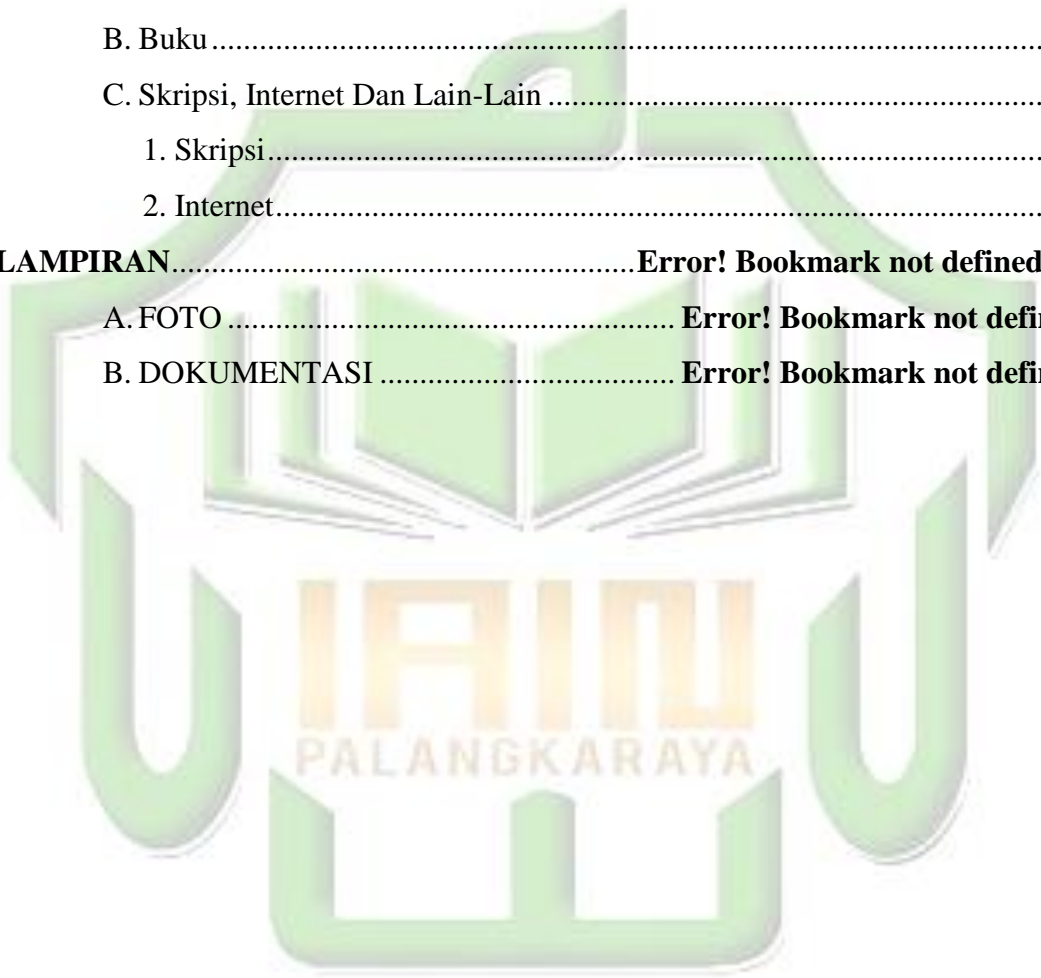 B. Buku................................................................................................
C. Skripsi, Internet Dan Lain-Lain ..............................................................
1. Skripsi.................................................................................................
2. Internet................................................................................................
LAMPIRAN..........................................................Error! Bookmark not defined
A. FOTO ........................................................ Error! Bookmark not defi
B. DOKUMENTASI ..................................... Error! Bookmark not defi
IAIN
PALANGKARAYA